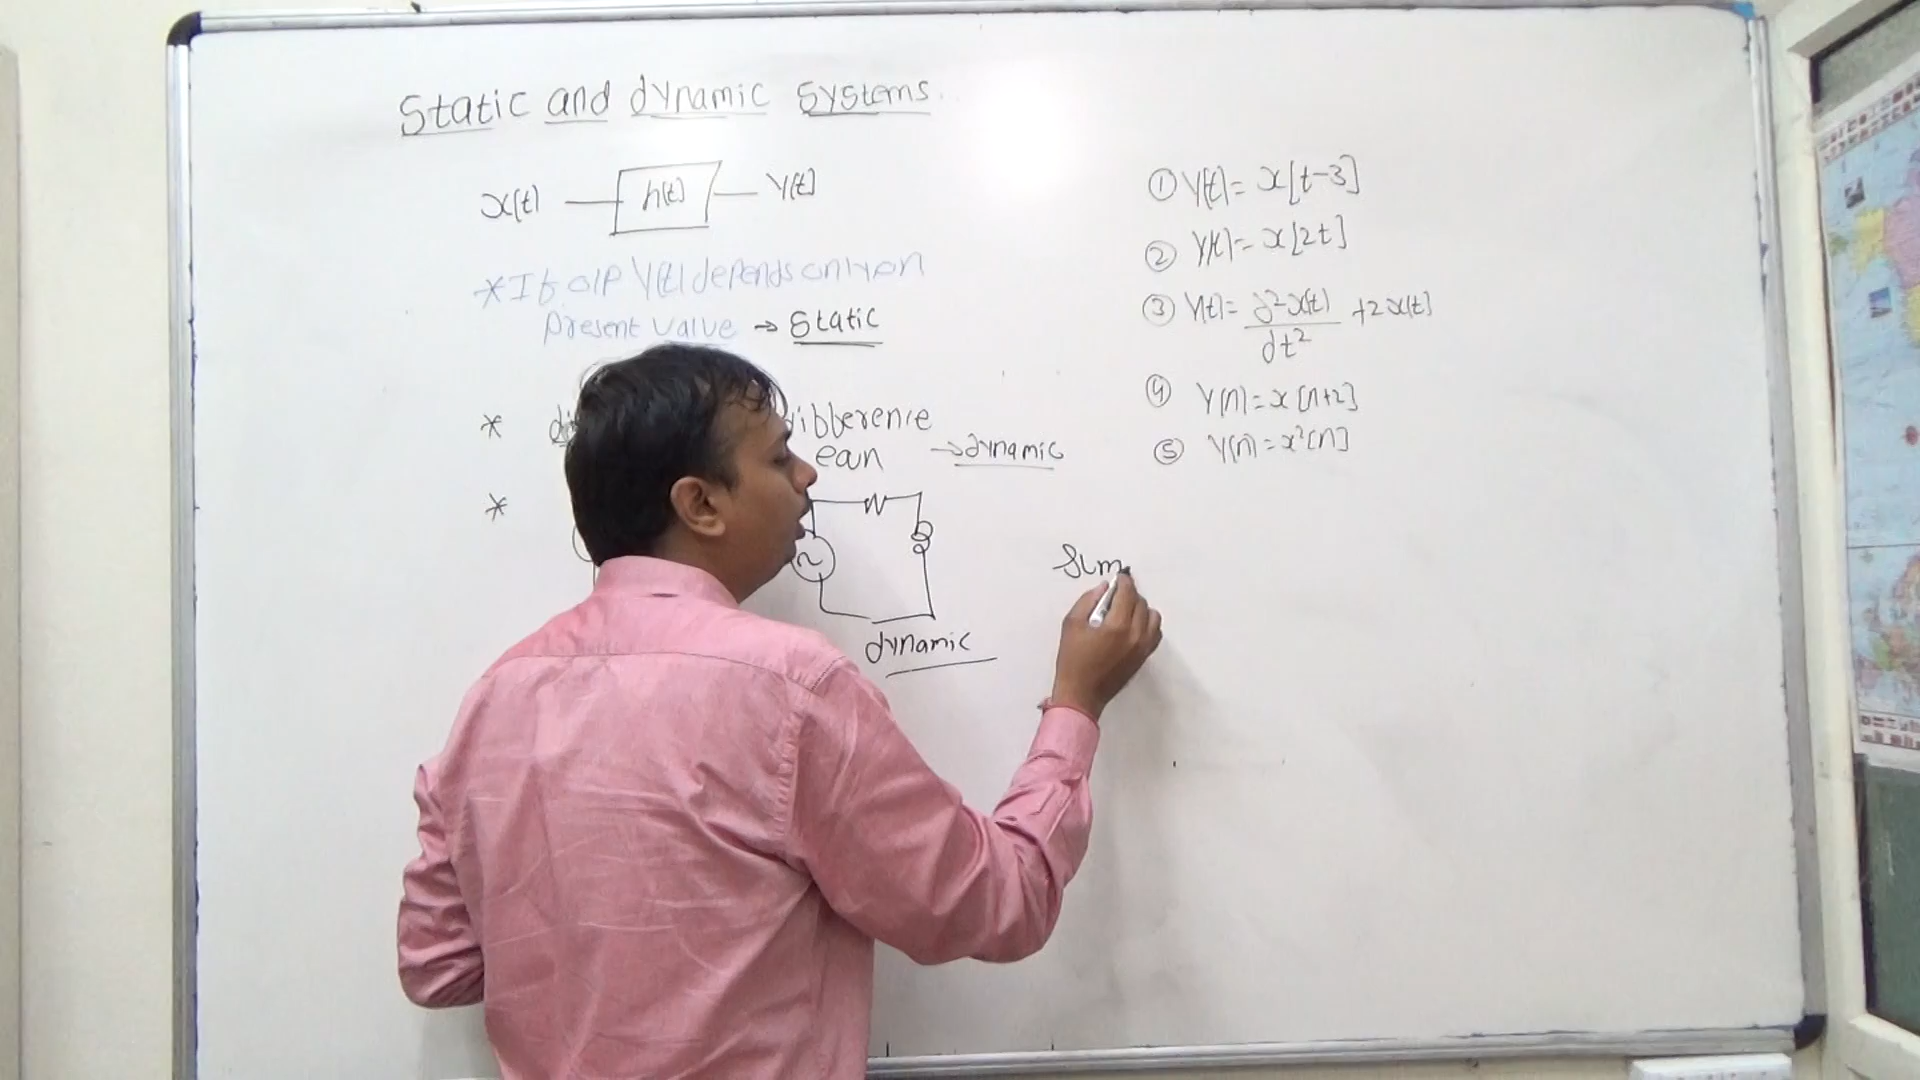 Static and dynamic Systems.
x(t) h(t) y(t)
* If o/p y(t) depends only on
present value → Static
* difference
eqn → dynamic
*
dynamic
① y(t) = x[t-3]
② y(t) = x[2t]
③ y(t) = d²x(t)/dt² + 2x(t)
④ y(n) = x[n+2]
⑤ y(n) = x²[n]